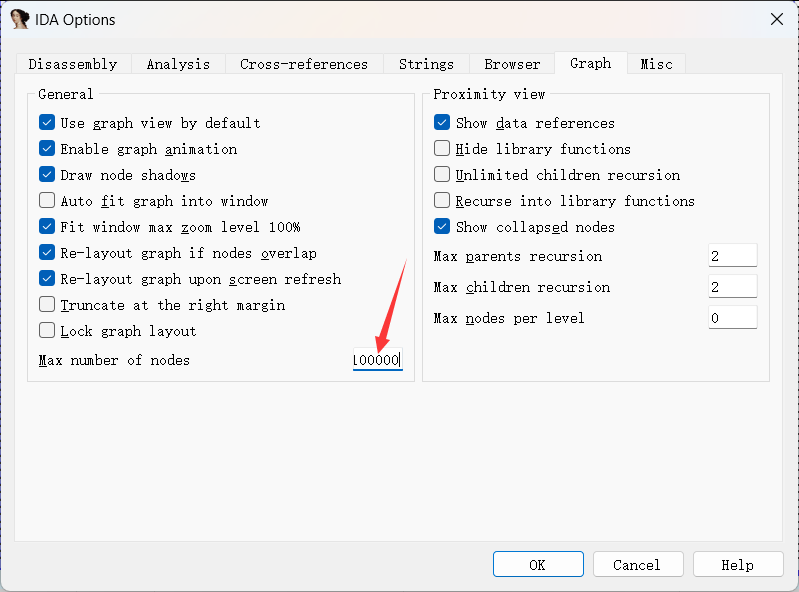 IDA Options
Disassembly Analysis Cross-references Strings Browser Graph Misc
General
Use graph view by default
Enable graph animation
Draw node shadows
Auto fit graph into window
Fit window max zoom level 100%
Re-layout graph if nodes overlap
Re-layout graph upon screen refresh
Truncate at the right margin
Lock graph layout
Max number of nodes 100000
Proximity view
Show data references
Hide library functions
Unlimited children recursion
Recurse into library functions
Show collapsed nodes
Max parents recursion 2
Max children recursion 2
Max nodes per level 0
OK Cancel Help